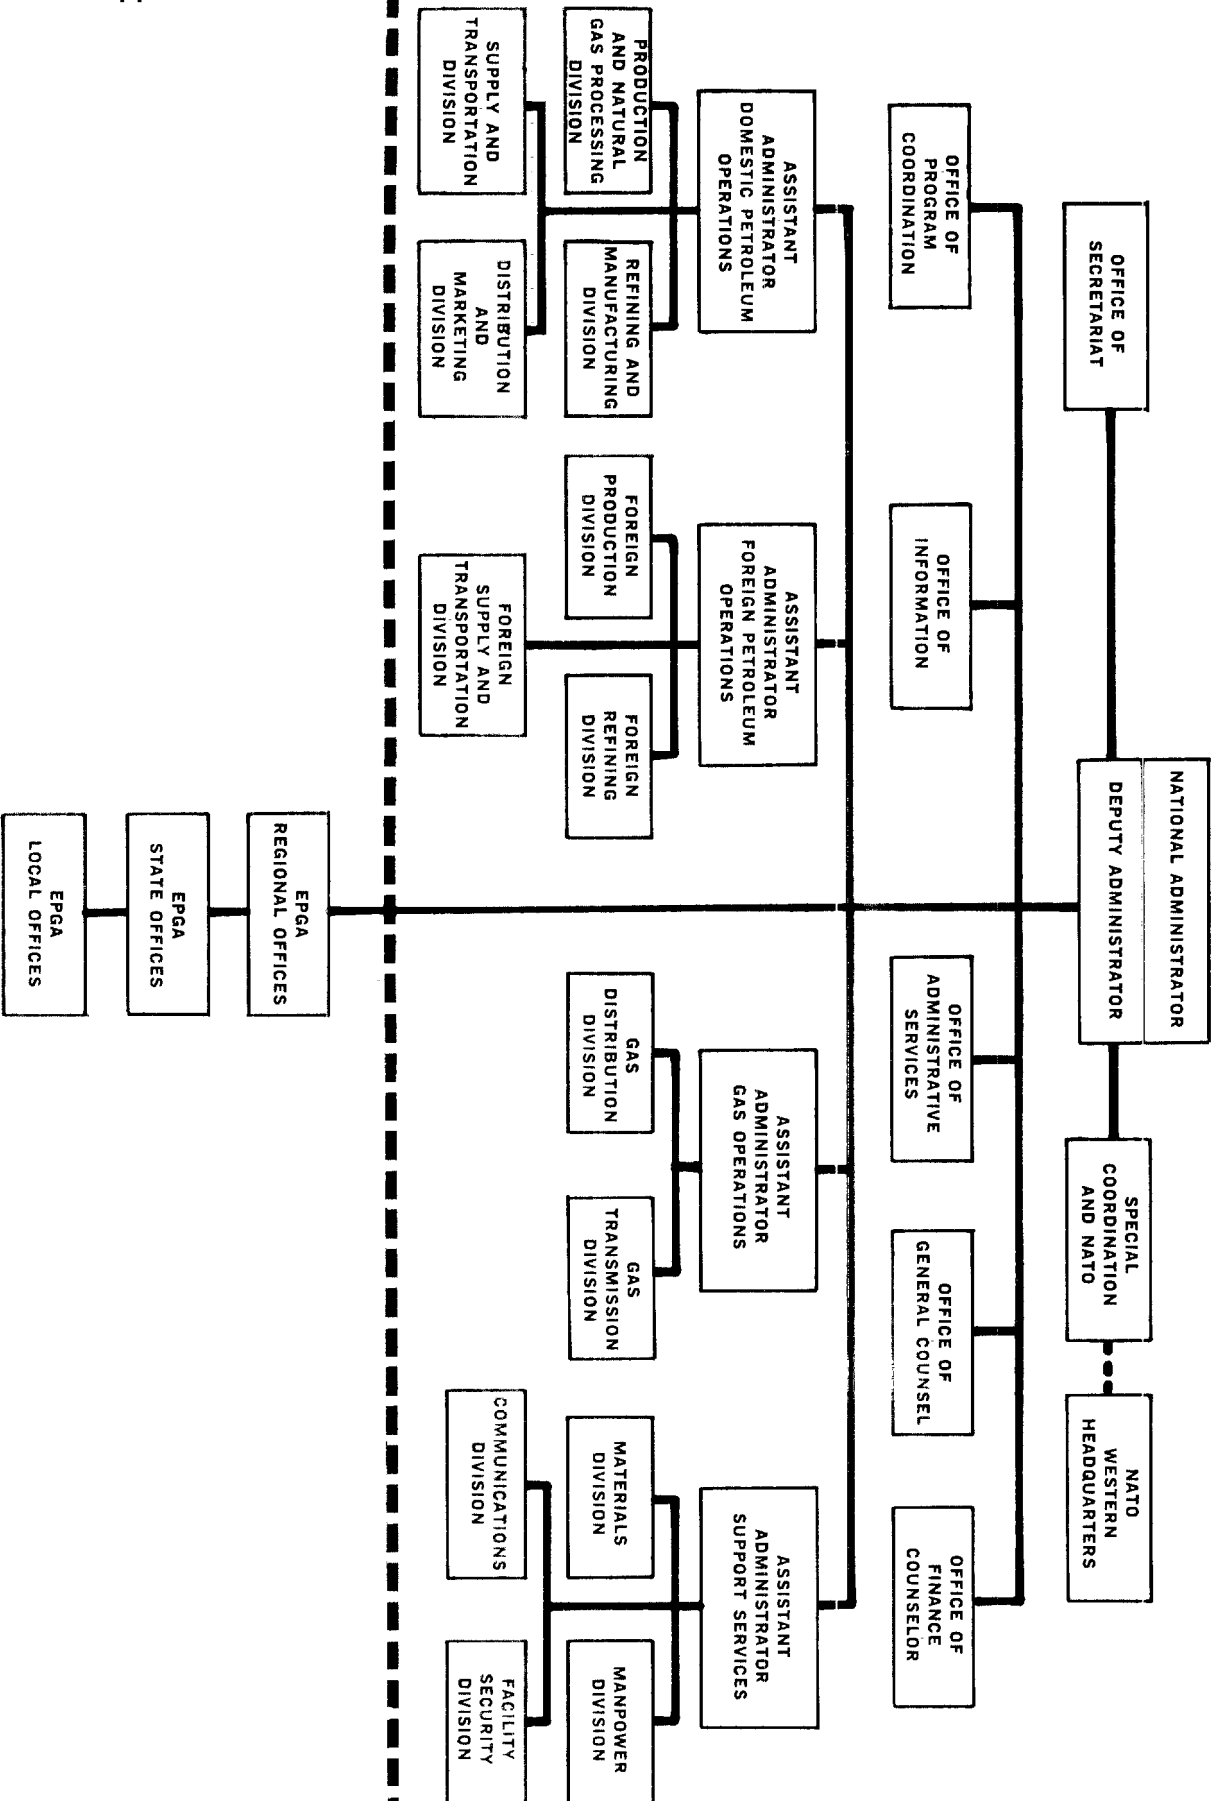 NATIONAL ADMINISTRATOR
DEPUTY ADMINISTRATOR
OFFICE OF
SECRETARIAT
SPECIAL
COORDINATION
AND NATO
NATO
WESTERN
HEADQUARTERS
OFFICE OF
PROGRAM
COORDINATION
OFFICE OF
INFORMATION
OFFICE OF
ADMINISTRATIVE
SERVICES
OFFICE OF
GENERAL COUNSEL
OFFICE OF
FINANCE
COUNSELOR
ASSISTANT
ADMINISTRATOR
DOMESTIC PETROLEUM
OPERATIONS
ASSISTANT
ADMINISTRATOR
FOREIGN PETROLEUM
OPERATIONS
ASSISTANT
ADMINISTRATOR
GAS OPERATIONS
ASSISTANT
ADMINISTRATOR
SUPPORT SERVICES
PRODUCTION
AND NATURAL
GAS PROCESSING
DIVISION
REFINING AND
MANUFACTURING
DIVISION
FOREIGN
PRODUCTION
DIVISION
FOREIGN
REFINING
DIVISION
GAS
DISTRIBUTION
DIVISION
GAS
TRANSMISSION
DIVISION
MATERIALS
DIVISION
MANPOWER
DIVISION
SUPPLY AND
TRANSPORTATION
DIVISION
DISTRIBUTION
AND
MARKETING
DIVISION
FOREIGN
SUPPLY AND
TRANSPORTATION
DIVISION
COMMUNICATIONS
DIVISION
FACILITY
SECURITY
DIVISION
EPGA
REGIONAL OFFICES
EPGA
STATE OFFICES
EPGA
LOCAL OFFICES